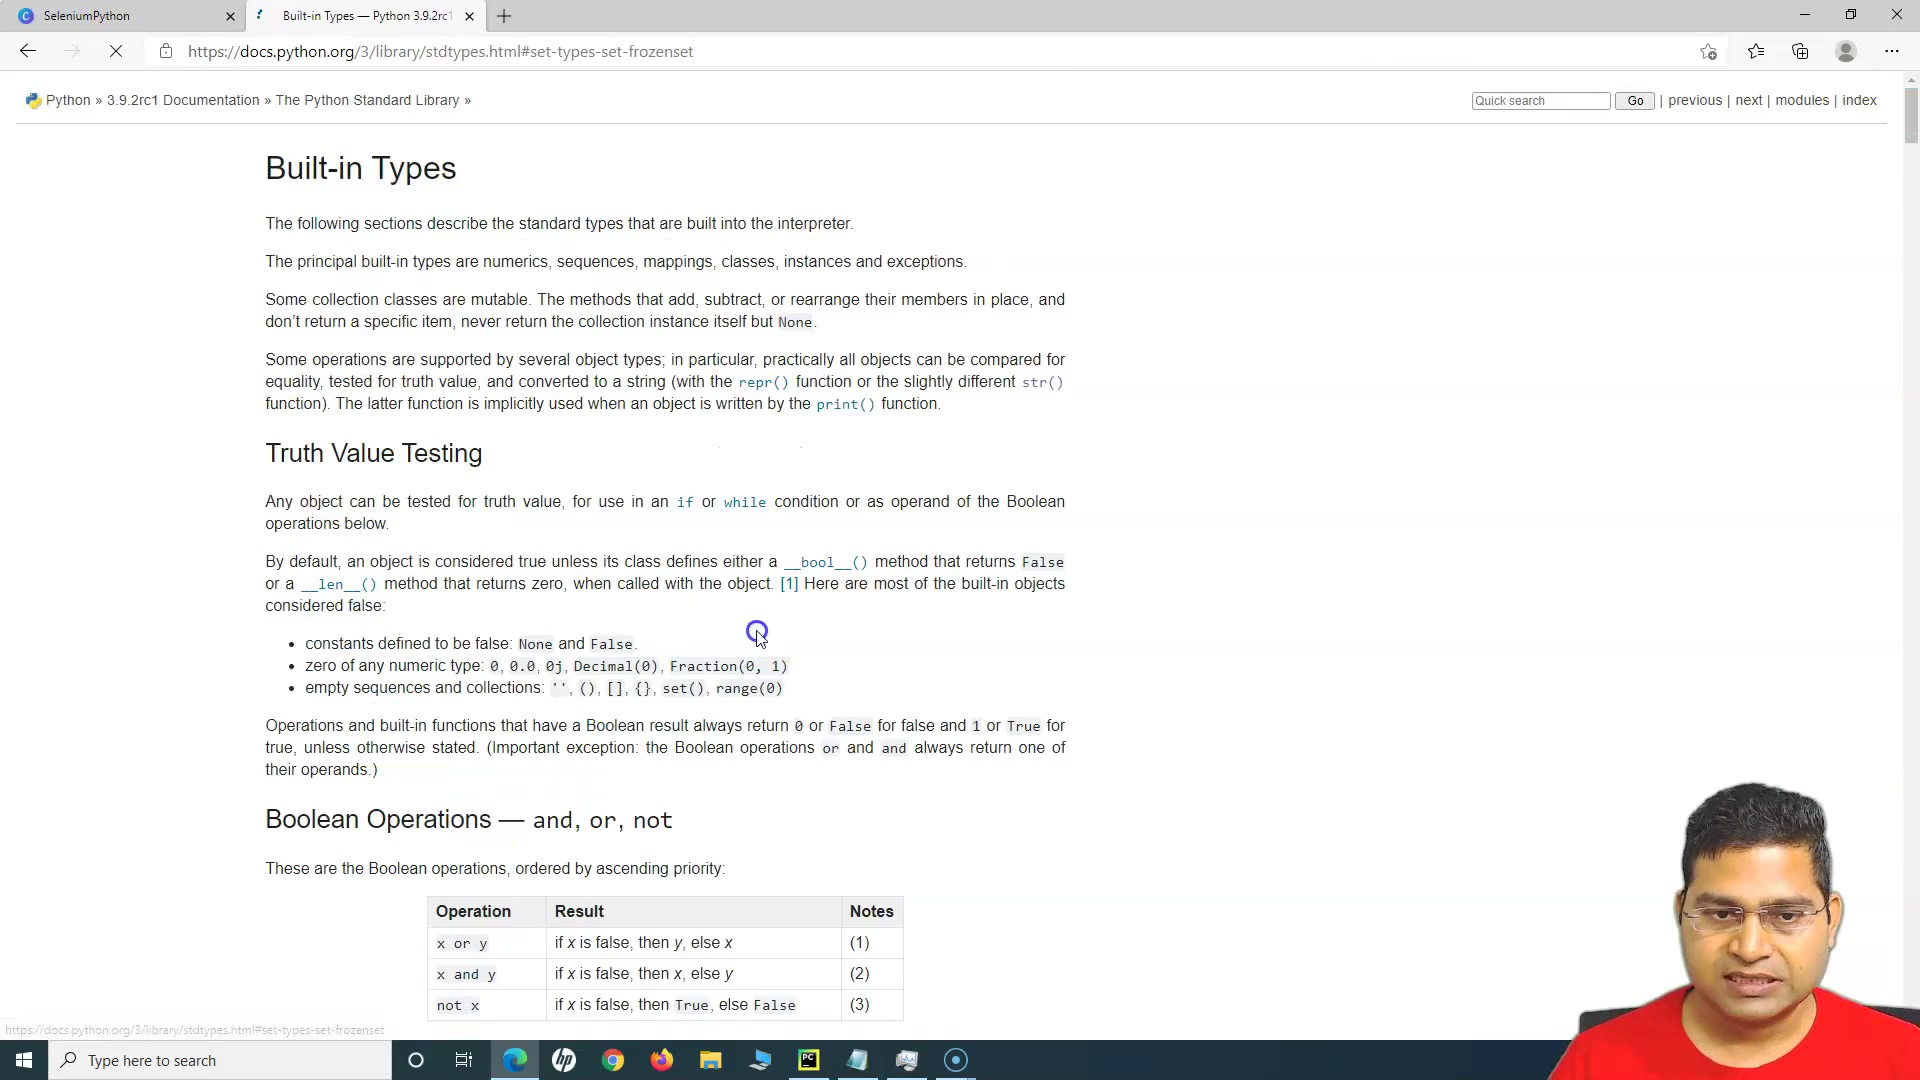 SeleniumPython
Built-in Types — Python 3.9.2rc1
https://docs.python.org/3/library/stdtypes.html#set-types-set-frozenset
Python » 3.9.2rc1 Documentation » The Python Standard Library »
Quick search Go | previous | next | modules | index
Built-in Types
The following sections describe the standard types that are built into the interpreter.
The principal built-in types are numerics, sequences, mappings, classes, instances and exceptions.
Some collection classes are mutable. The methods that add, subtract, or rearrange their members in place, and
don’t return a specific item, never return the collection instance itself but None.
Some operations are supported by several object types; in particular, practically all objects can be compared for
equality, tested for truth value, and converted to a string (with the repr() function or the slightly different str()
function). The latter function is implicitly used when an object is written by the print() function.
Truth Value Testing
Any object can be tested for truth value, for use in an if or while condition or as operand of the Boolean
operations below.
By default, an object is considered true unless its class defines either a __bool__() method that returns False
or a __len__() method that returns zero, when called with the object. [1] Here are most of the built-in objects
considered false:
• constants defined to be false: None and False.
• zero of any numeric type: 0, 0.0, 0j, Decimal(0), Fraction(0, 1)
• empty sequences and collections: '', (), [], {}, set(), range(0)
Operations and built-in functions that have a Boolean result always return 0 or False for false and 1 or True for
true, unless otherwise stated. (Important exception: the Boolean operations or and and always return one of
their operands.)
Boolean Operations — and, or, not
These are the Boolean operations, ordered by ascending priority:
Operation Result Notes
x or y if x is false, then y, else x (1)
x and y if x is false, then x, else y (2)
not x if x is false, then True, else False (3)
https://docs.python.org/3/library/stdtypes.html#set-types-set-frozenset
Type here to search
hp
PC